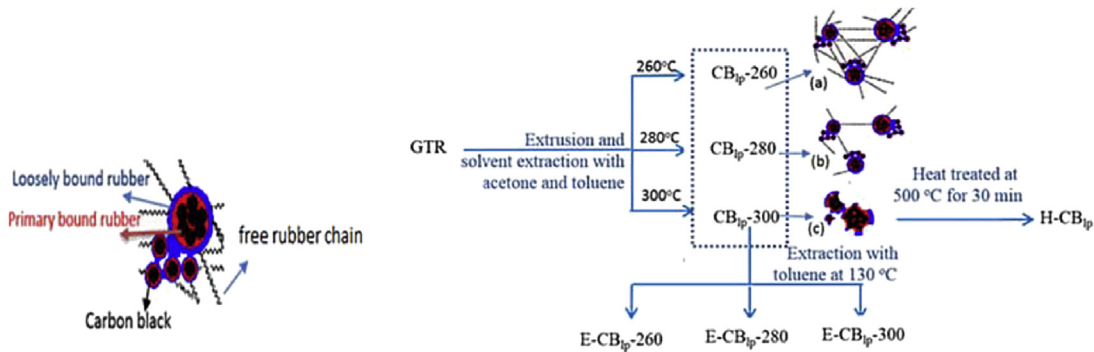 Loosely bound rubber
Primary bound rubber
free rubber chain
Carbon black
GTR
Extrusion and
solvent extraction with
acetone and toluene
260°C
280°C
300°C
CBlp-260
CBlp-280
CBlp-300
(a)
(b)
(c)
Heat treated at
500 °C for 30 min
H-CBlp
Extraction with
toluene at 130 °C
E-CBlp-260
E-CBlp-280
E-CBlp-300